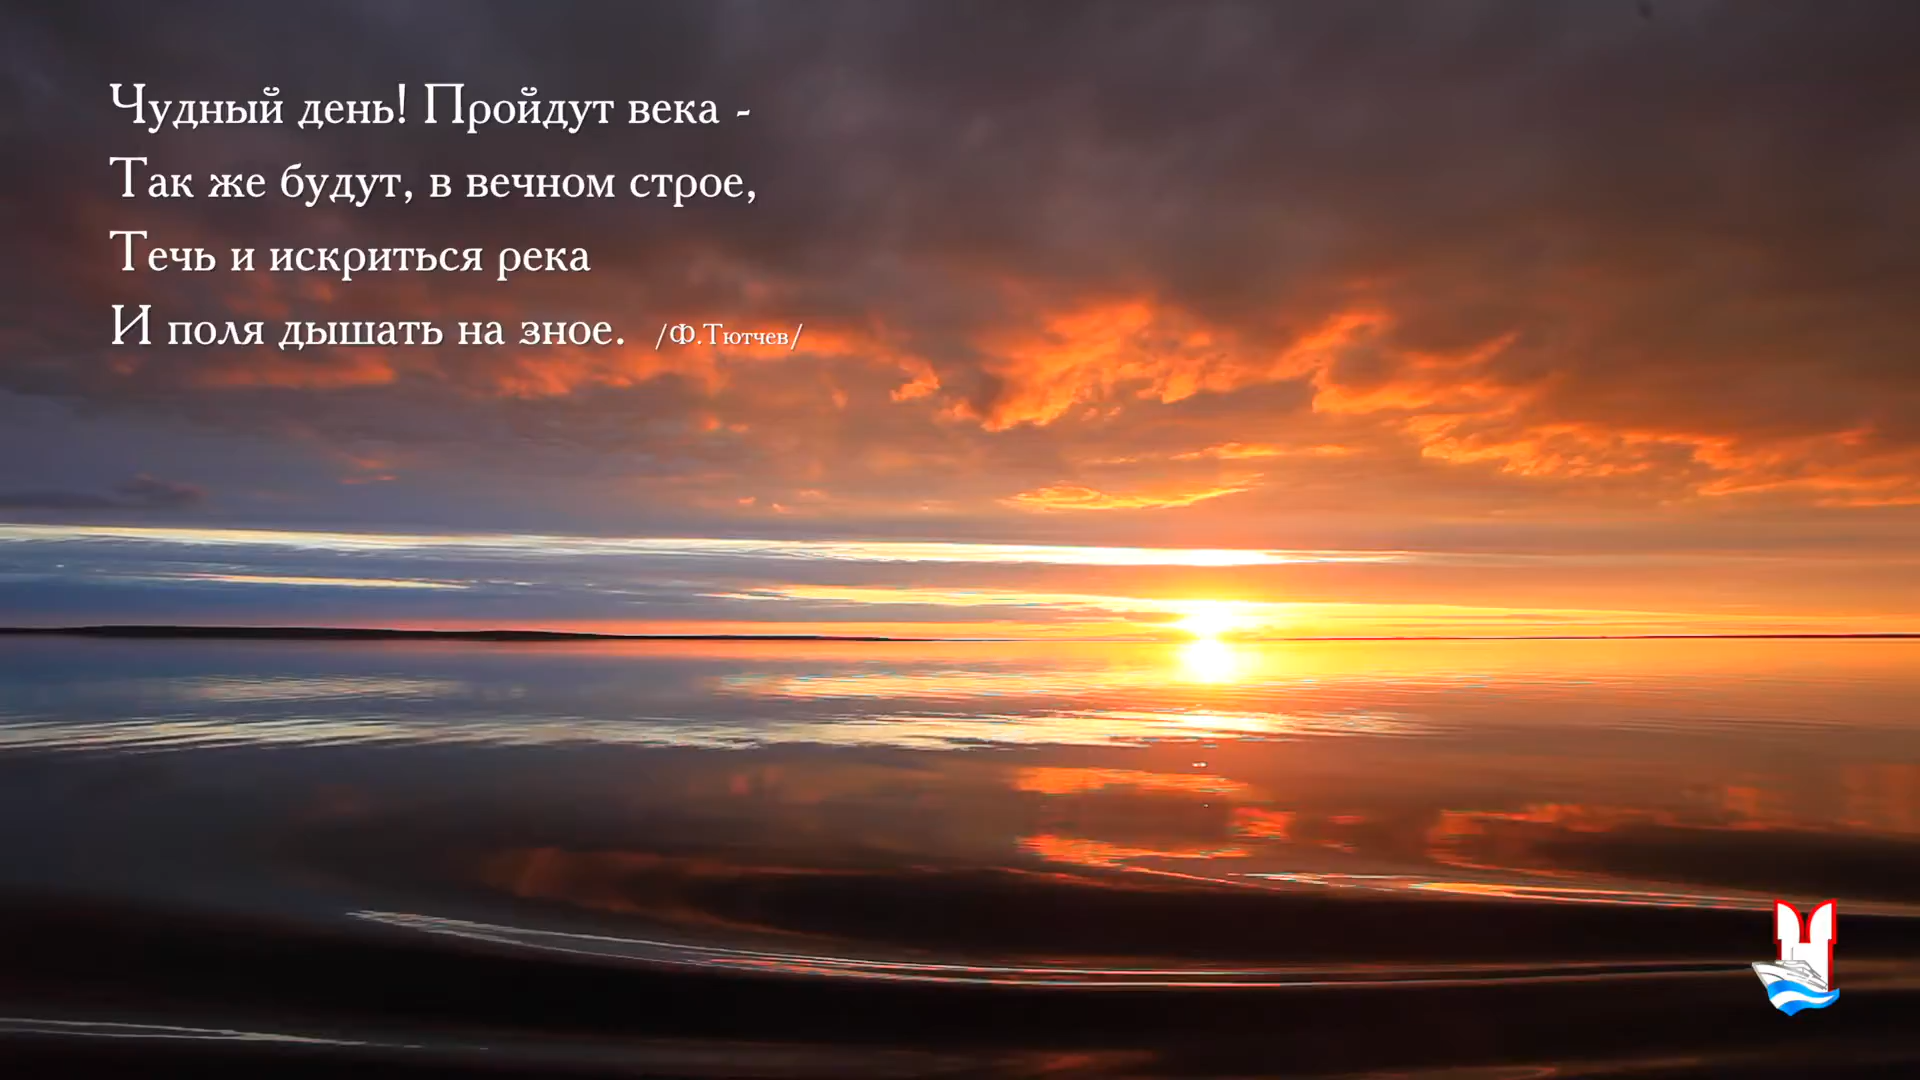 Чудный день! Пройдут века -
Так же будут, в вечном строе,
Течь и искриться река
И поля дышать на зное. /Ф.Тютчев/